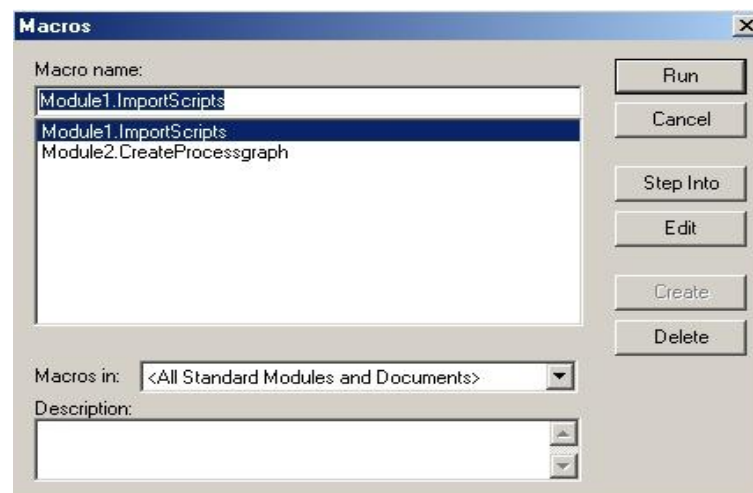 Macros
Macro name:
Module1.ImportScripts
Module1.ImportScripts
Module2.CreateProcessgraph
Run
Cancel
Step Into
Edit
Create
Delete
Macros in:
<All Standard Modules and Documents>
Description: